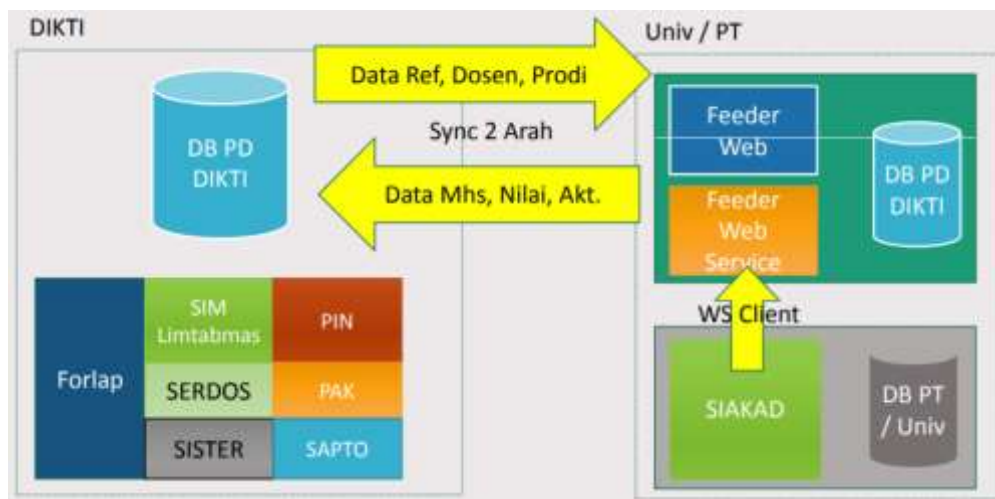 DIKTI
Univ / PT
Data Ref, Dosen, Prodi
Sync 2 Arah
DB PD
DIKTI
Data Mhs, Nilai, Akt.
Feeder
Web
Feeder
Web
Service
DB PD
DIKTI
WS Client
Forlap
SIM
Limtabmas
PIN
SERDOS
PAK
SISTER
SAPTO
SIAKAD
DB PT
/ Univ